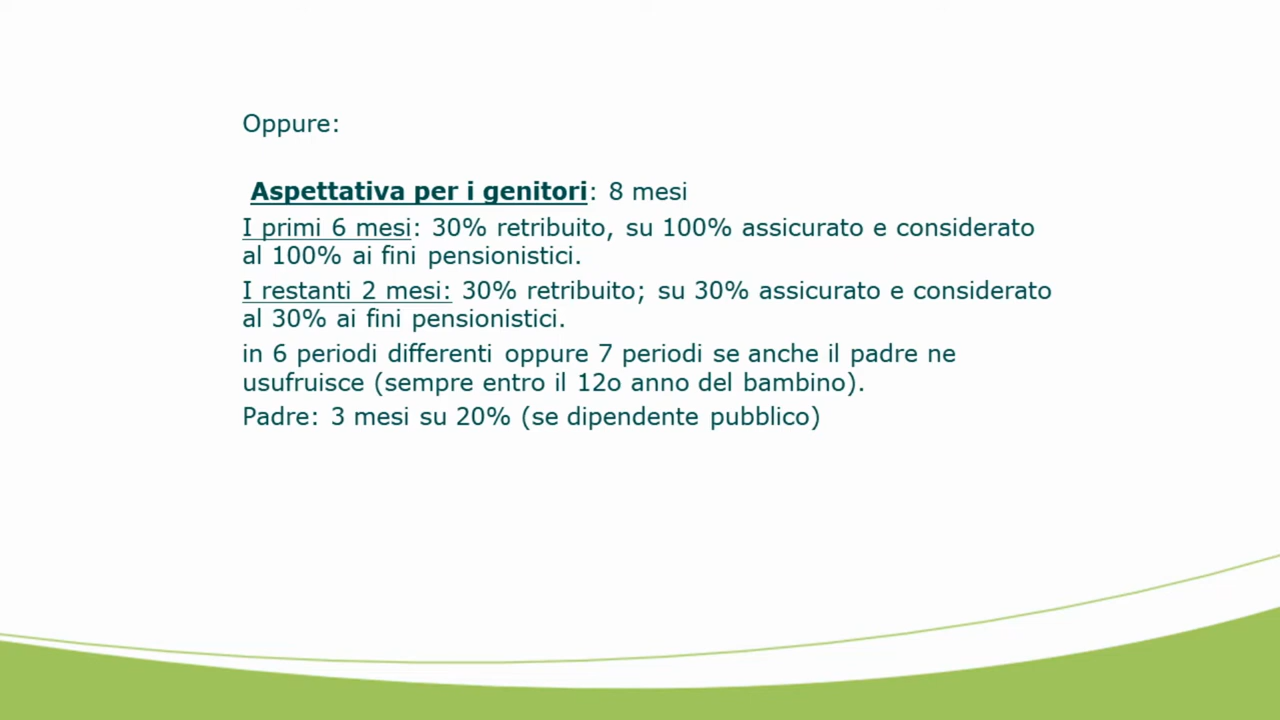 Oppure:
Aspettativa per i genitori: 8 mesi
I primi 6 mesi: 30% retribuito, su 100% assicurato e considerato
al 100% ai fini pensionistici.
I restanti 2 mesi: 30% retribuito; su 30% assicurato e considerato
al 30% ai fini pensionistici.
in 6 periodi differenti oppure 7 periodi se anche il padre ne
usufruisce (sempre entro il 12o anno del bambino).
Padre: 3 mesi su 20% (se dipendente pubblico)